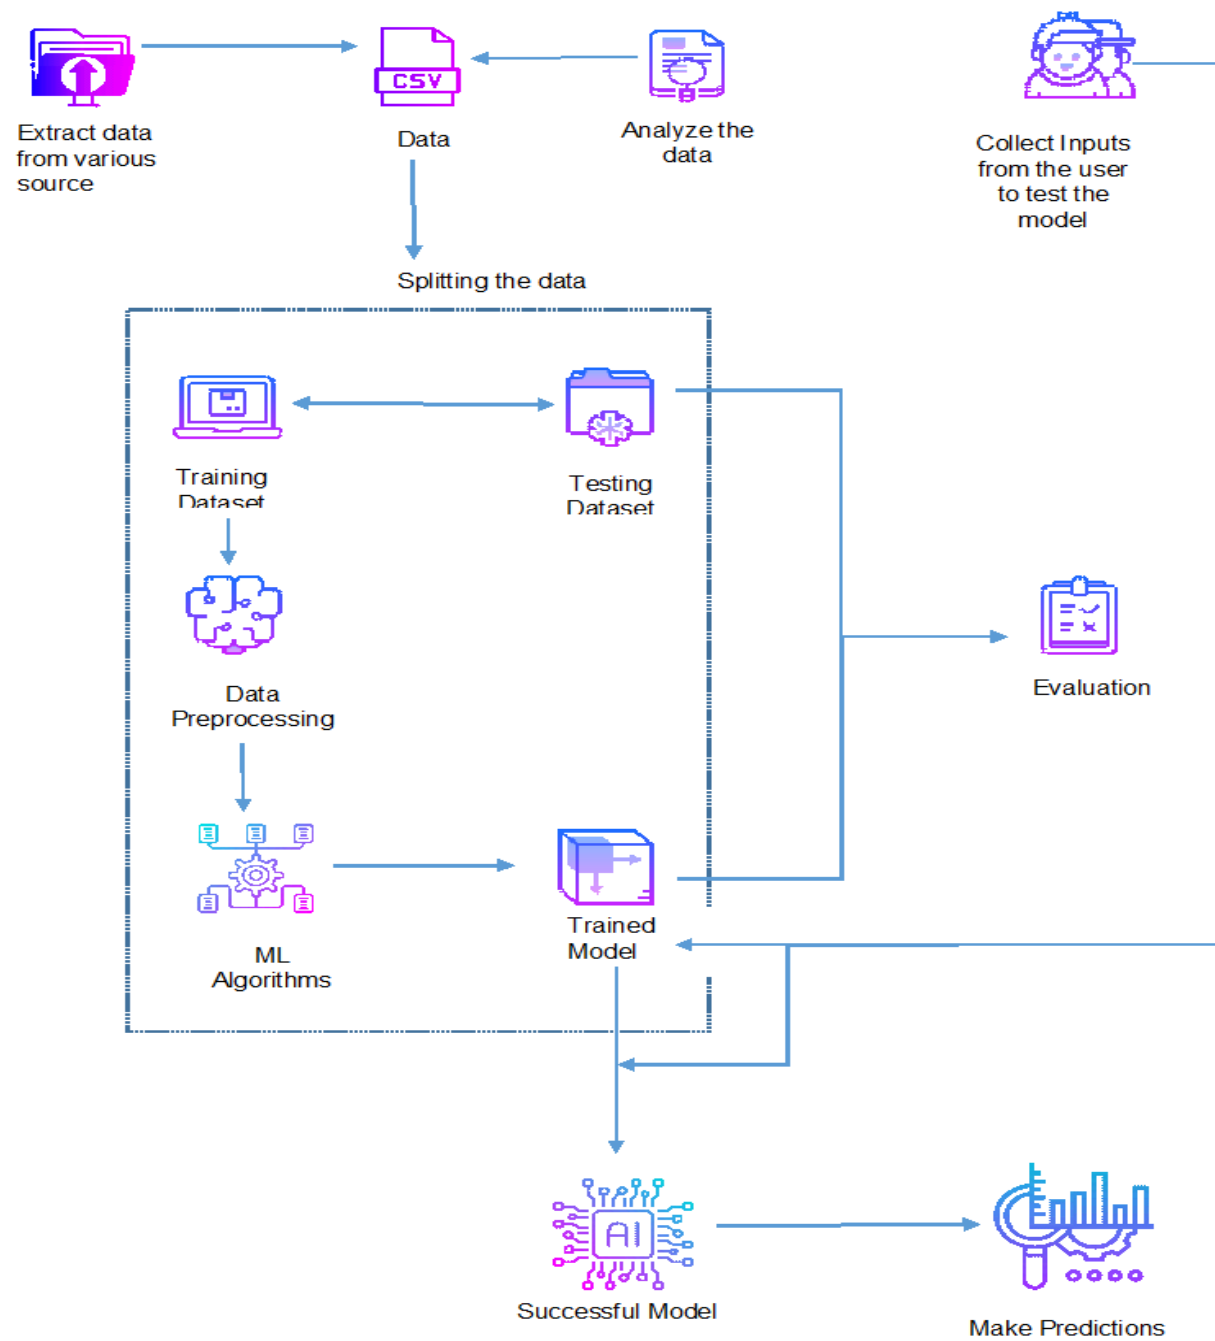 CSV
Extract data
from various
source
Data
Analyze the
data
Collect Inputs
from the user
to test the
model
Splitting the data
Training
Dataset
Testing
Dataset
Data
Preprocessing
Evaluation
ML
Algorithms
Trained
Model
AI
Successful Model
Make Predictions